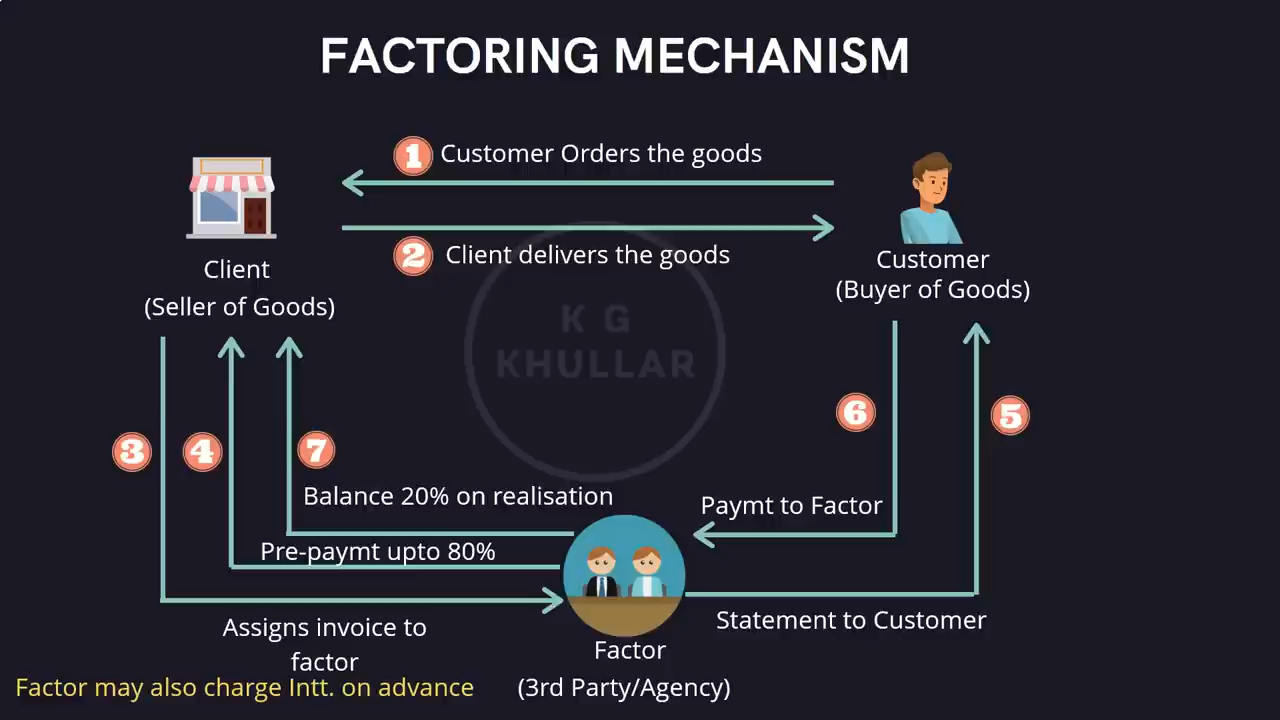 FACTORING MECHANISM
1 Customer Orders the goods
2 Client delivers the goods
Client
(Seller of Goods)
Customer
(Buyer of Goods)
K G
KHULLAR
3
4
7
6
5
Balance 20% on realisation
Paymt to Factor
Pre-paymt upto 80%
Assigns invoice to
factor
Statement to Customer
Factor
(3rd Party/Agency)
Factor may also charge Intt. on advance